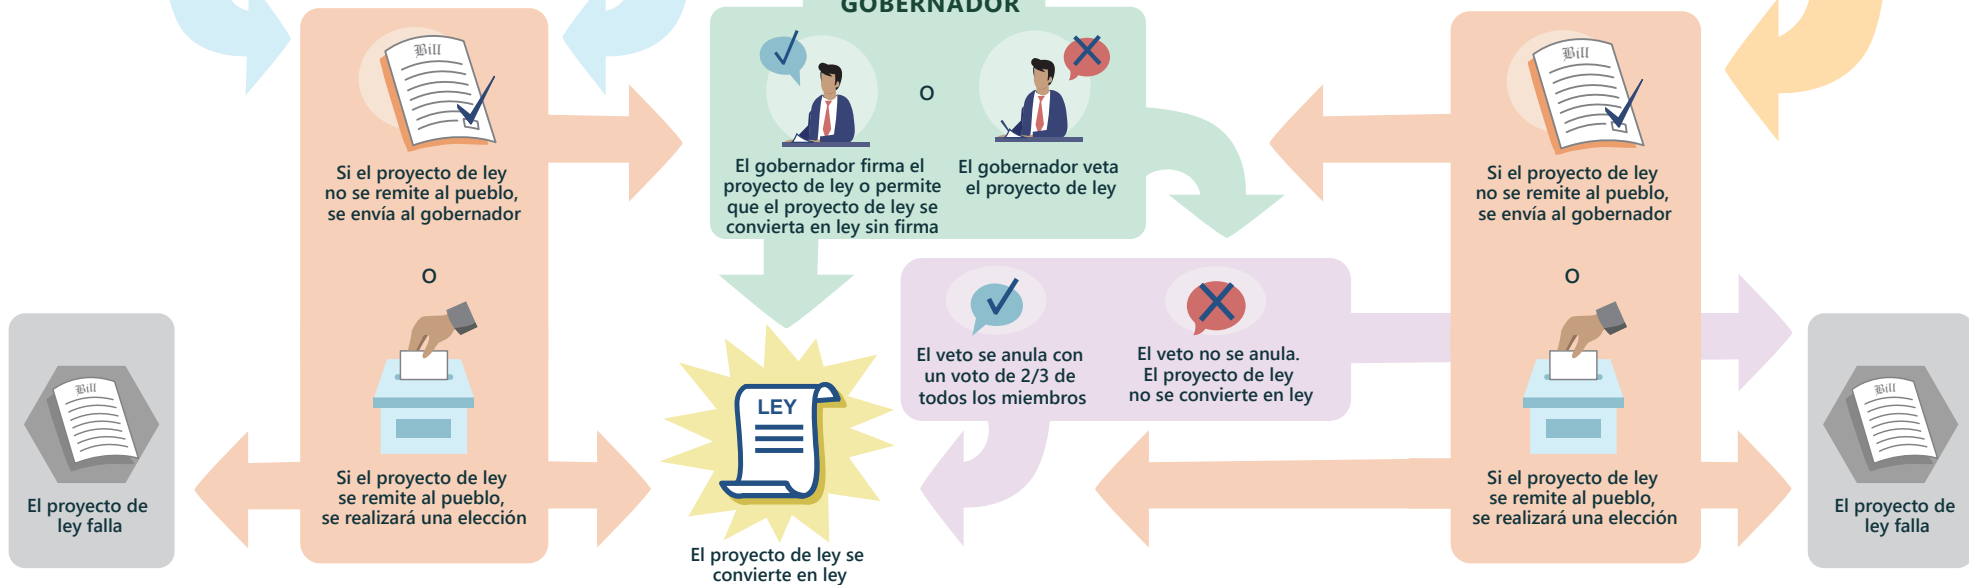 GOBERNADOR
Bill
Si el proyecto de ley
no se remite al pueblo,
se envía al gobernador
O
Si el proyecto de ley
se remite al pueblo,
se realizará una elección
Bill
El proyecto de
ley falla
O
El gobernador firma el
proyecto de ley o permite
que el proyecto de ley se
convierta en ley sin firma
El gobernador veta
el proyecto de ley
El veto se anula con
un voto de 2/3 de
todos los miembros
El veto no se anula.
El proyecto de ley
no se convierte en ley
LEY
El proyecto de ley se
convierte en ley
Bill
Si el proyecto de ley
no se remite al pueblo,
se envía al gobernador
O
Si el proyecto de ley
se remite al pueblo,
se realizará una elección
Bill
El proyecto de
ley falla